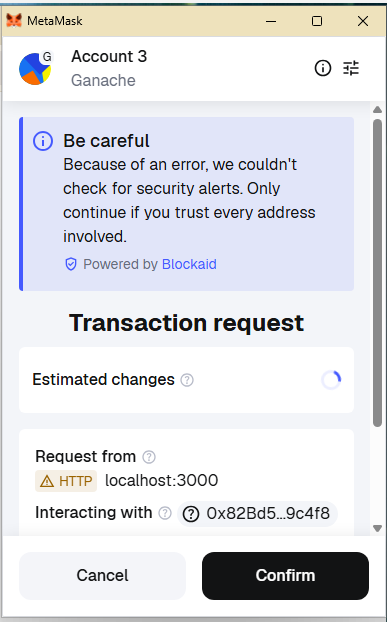 MetaMask
G
Account 3
Ganache
Be careful
Because of an error, we couldn't
check for security alerts. Only
continue if you trust every address
involved.
Powered by Blockaid
Transaction request
Estimated changes
Request from
HTTP localhost:3000
Interacting with 0x82Bd5...9c4f8
Cancel
Confirm